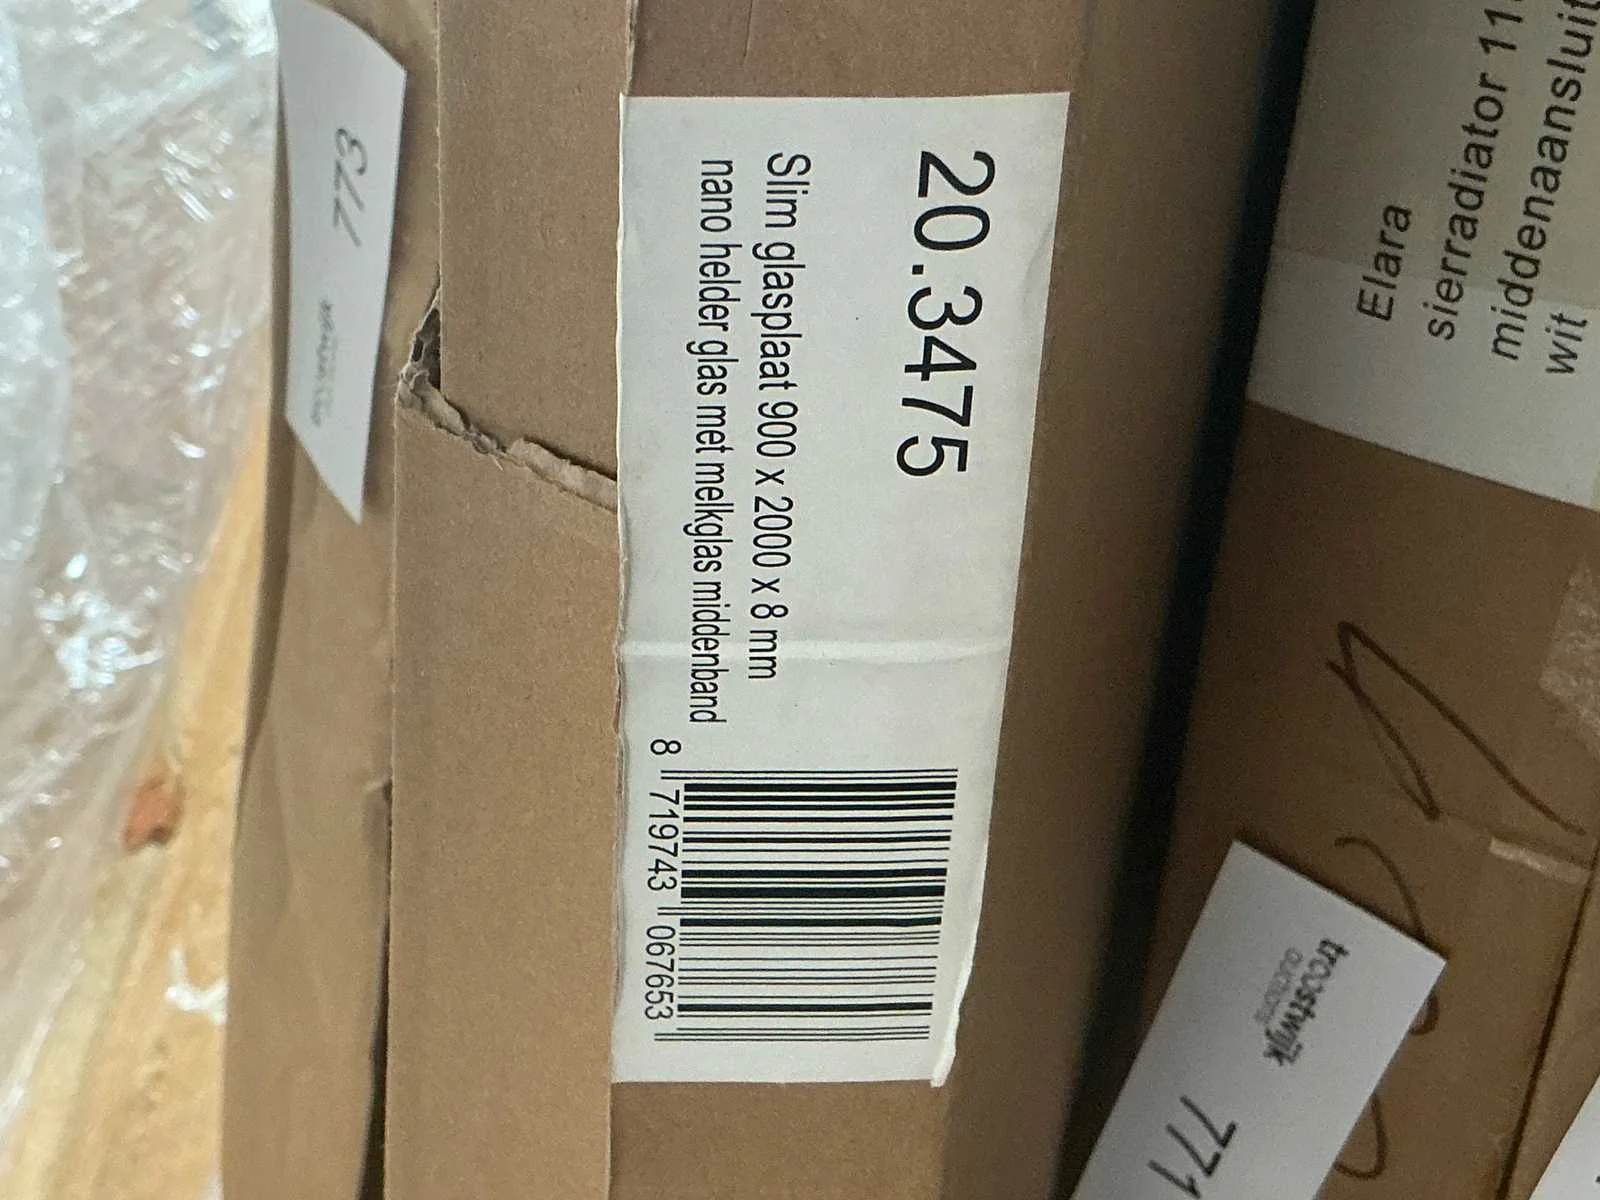 20.3475
Slim glasplaat 900 x 2000 x 8 mm
nano helder glas met melkglas middenband
8 719743 067653
Elara
sierradiator 11
middenaansluit
wit
773
troostwijk
AUCTIONS
771